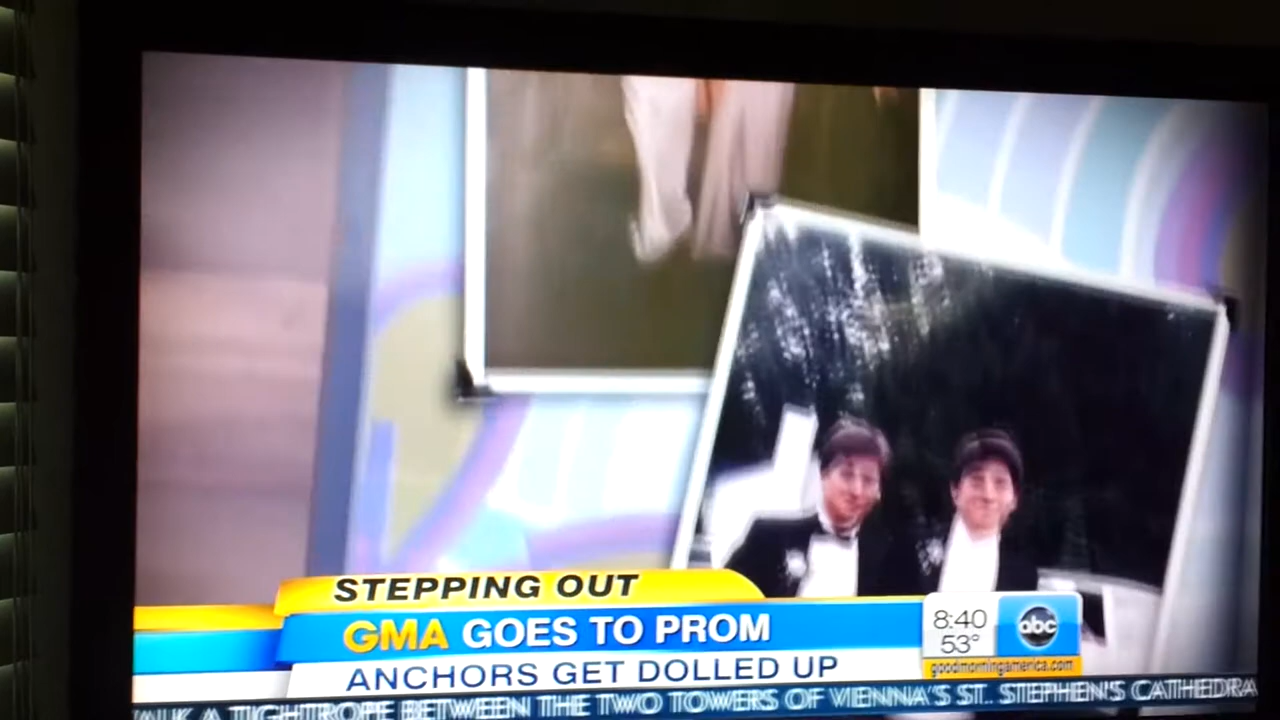 STEPPING OUT
GMA GOES TO PROM
ANCHORS GET DOLLED UP
8:40
53°
abc
goodmorningamerica.com
A TIGHTROPE BETWEEN THE TWO TOWERS OF VIENNA'S ST. STEPHEN'S